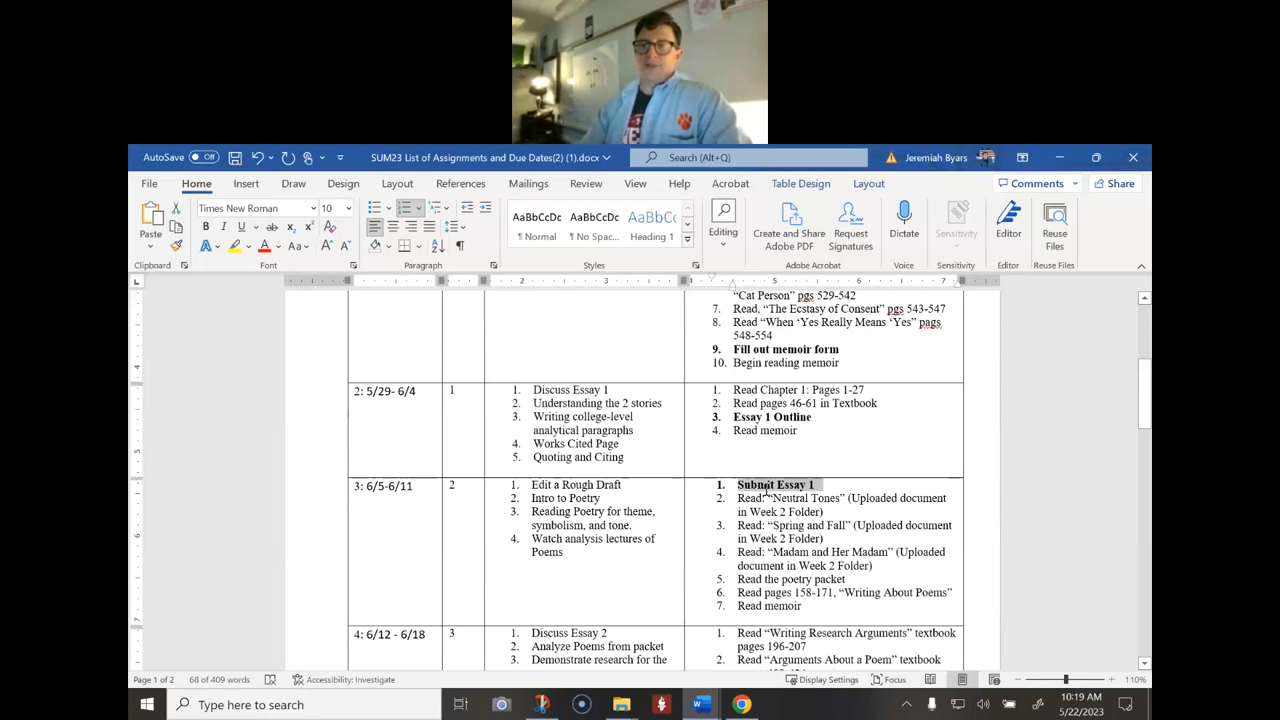 AutoSave Off SUM23 List of Assignments and Due Dates(2) (1).docx Search (Alt+Q) Jeremiah Byars
File Home Insert Draw Design Layout References Mailings Review View Help Acrobat Table Design Layout Comments Share
Paste
Times New Roman 10
B I U ab
Aa
AaBbCcDc AaBbCcDc AaBbCc
¶ Normal ¶ No Spac... Heading 1
Editing
Create and Share Adobe PDF
Request Signatures
Dictate
Sensitivity
Editor
Reuse Files
Clipboard Font Paragraph Styles Adobe Acrobat Voice Sensitivity Editor Reuse Files
2 3 5 6 7
“Cat Person” pgs 529-542
7. Read, “The Ecstasy of Consent” pgs 543-547
8. Read “When ‘Yes Really Means ‘Yes” pags
548-554
9. Fill out memoir form
10. Begin reading memoir
2: 5/29- 6/4
1
1. Discuss Essay 1
2. Understanding the 2 stories
3. Writing college-level
analytical paragraphs
4. Works Cited Page
5. Quoting and Citing
1. Read Chapter 1: Pages 1-27
2. Read pages 46-61 in Textbook
3. Essay 1 Outline
4. Read memoir
3: 6/5-6/11
2
1. Edit a Rough Draft
2. Intro to Poetry
3. Reading Poetry for theme,
symbolism, and tone.
4. Watch analysis lectures of
Poems
1. Submit Essay 1
2. Read: “Neutral Tones” (Uploaded document
in Week 2 Folder)
3. Read: “Spring and Fall” (Uploaded document
in Week 2 Folder)
4. Read: “Madam and Her Madam” (Uploaded
document in Week 2 Folder)
5. Read the poetry packet
6. Read pages 158-171, “Writing About Poems”
7. Read memoir
4: 6/12 - 6/18
3
1. Discuss Essay 2
2. Analyze Poems from packet
3. Demonstrate research for the
1. Read “Writing Research Arguments” textbook
pages 196-207
2. Read “Arguments About a Poem” textbook
Page 1 of 2 68 of 409 words Accessibility: Investigate Display Settings Focus 110%
Type here to search
10:19 AM
5/22/2023